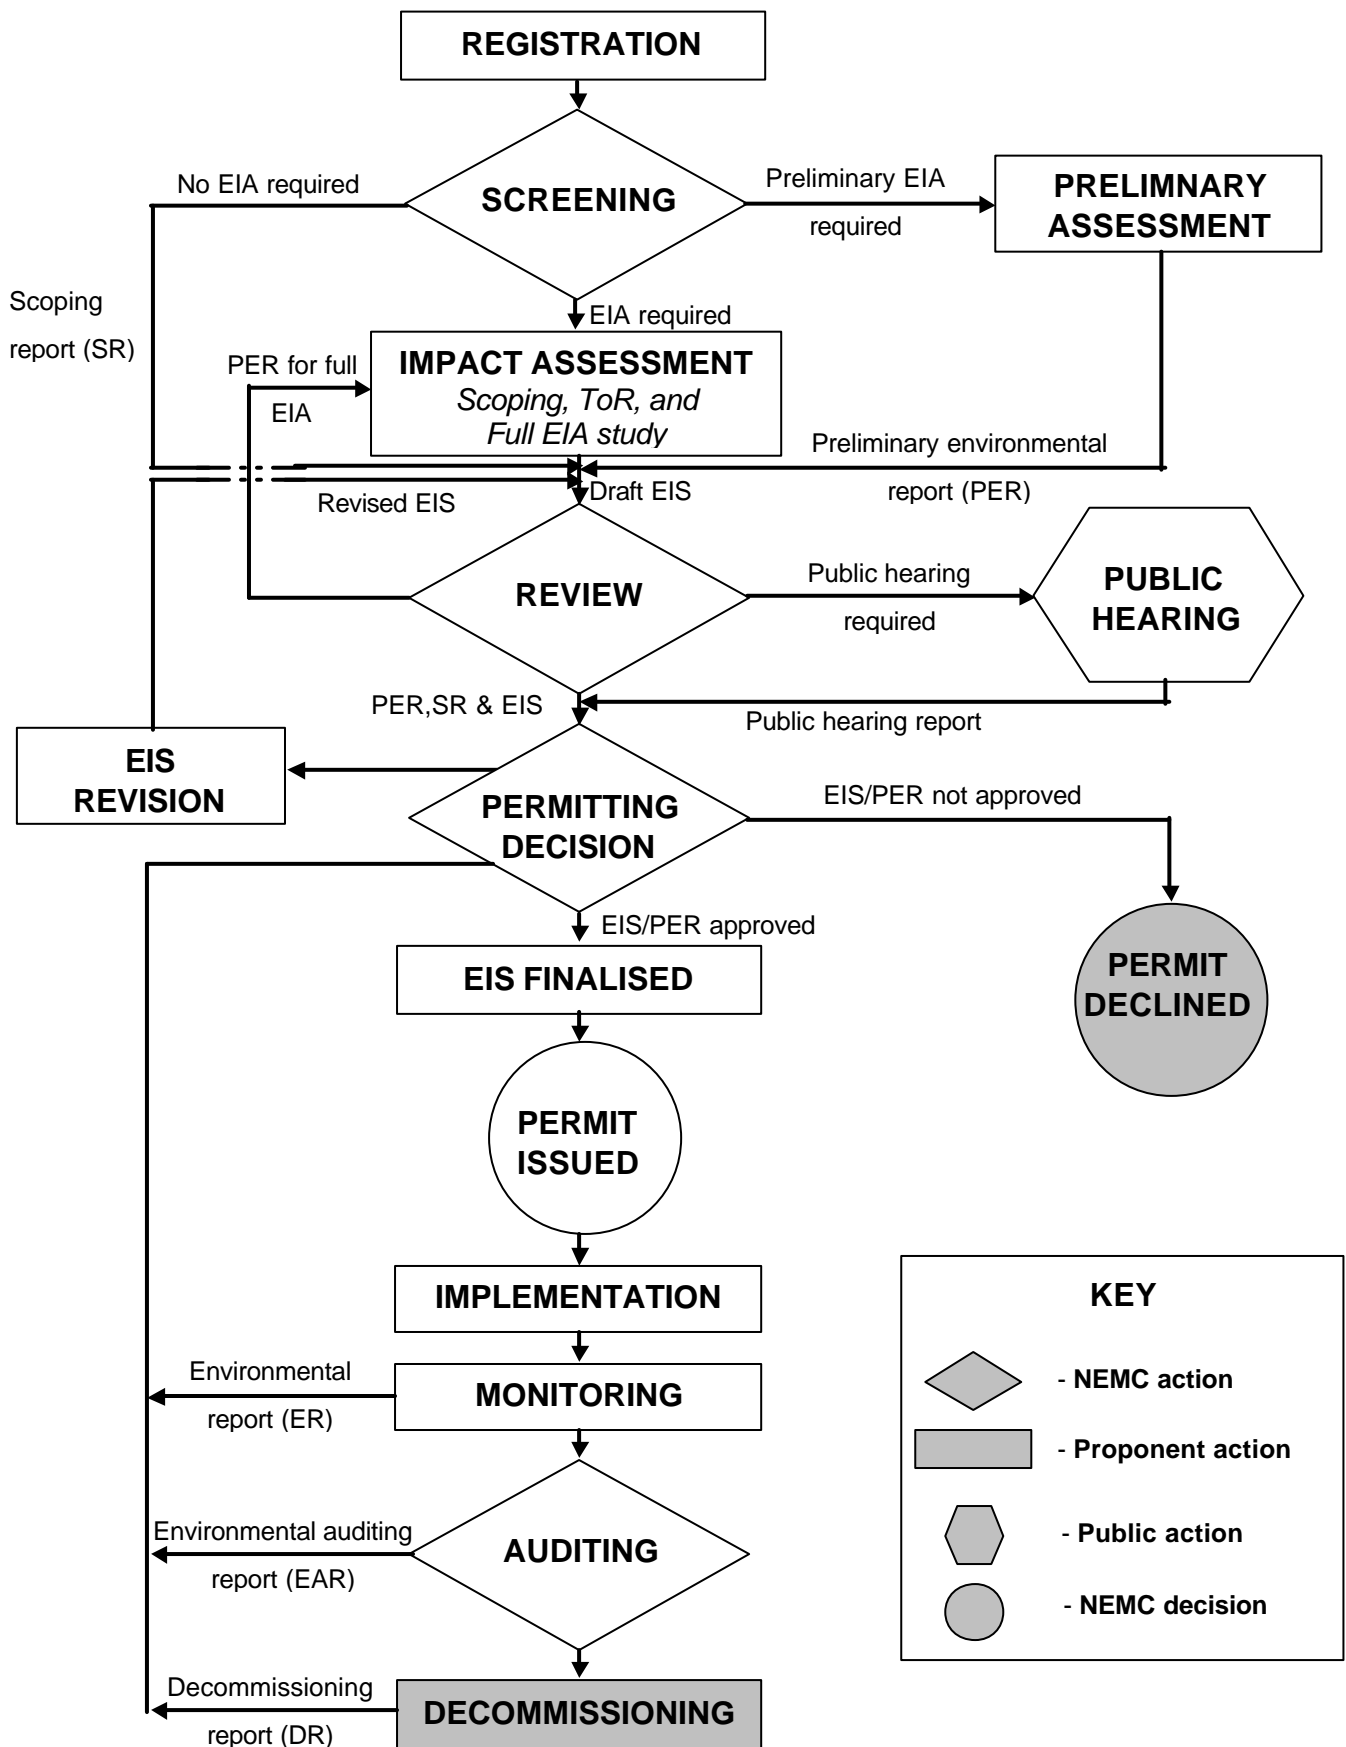 REGISTRATION
No EIA required
SCREENING
Preliminary EIA
required
PRELIMNARY
ASSESSMENT
Scoping
report (SR)
EIA required
PER for full
EIA
IMPACT ASSESSMENT
Scoping, ToR, and
Full EIA study
Preliminary environmental
report (PER)
Revised EIS
Draft EIS
REVIEW
Public hearing
required
PUBLIC
HEARING
PER,SR & EIS
Public hearing report
EIS
REVISION
PERMITTING
DECISION
EIS/PER not approved
EIS/PER approved
EIS FINALISED
PERMIT
DECLINED
PERMIT
ISSUED
IMPLEMENTATION
Environmental
report (ER)
MONITORING
Environmental auditing
report (EAR)
AUDITING
Decommissioning
report (DR)
DECOMMISSIONING
KEY
- NEMC action
- Proponent action
- Public action
- NEMC decision